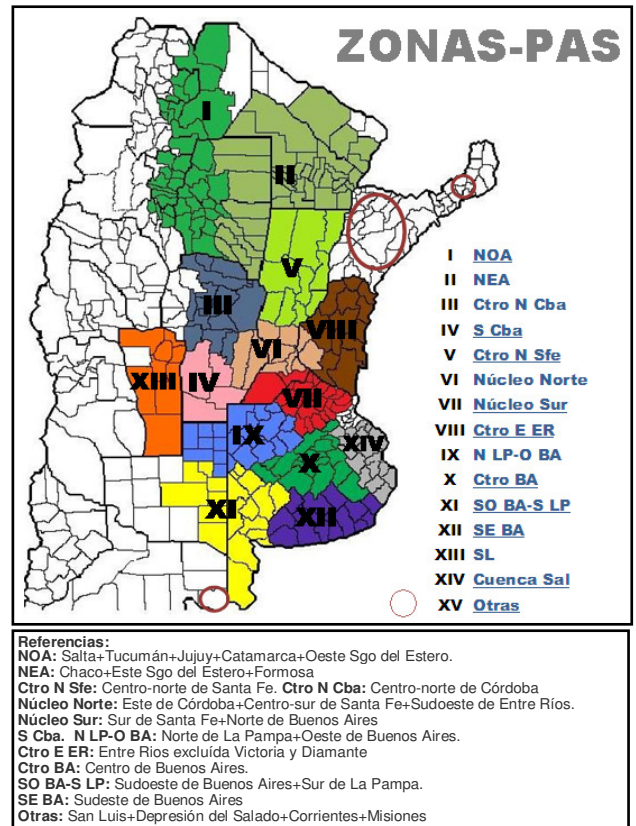 ZONAS-PAS
I
II
III
V
VI
VIII
XIII
IV
VII
IX
XIV
X
XI
XII
I NOA
II NEA
III Ctro N Cba
IV S Cba
V Ctro N Sfe
VI Núcleo Norte
VII Núcleo Sur
VIII Ctro E ER
IX N LP-O BA
X Ctro BA
XI SO BA-S LP
XII SE BA
XIII SL
XIV Cuenca Sal
XV Otras
Referencias:
NOA: Salta+Tucumán+Jujuy+Catamarca+Oeste Sgo del Estero.
NEA: Chaco+Este Sgo del Estero+Formosa
Ctro N Sfe: Centro-norte de Santa Fe. Ctro N Cba: Centro-norte de Córdoba
Núcleo Norte: Este de Córdoba+Centro-sur de Santa Fe+Sudoeste de Entre Ríos.
Núcleo Sur: Sur de Santa Fe+Norte de Buenos Aires
S Cba. N LP-O BA: Norte de La Pampa+Oeste de Buenos Aires.
Ctro E ER: Entre Rios excluída Victoria y Diamante
Ctro BA: Centro de Buenos Aires.
SO BA-S LP: Sudoeste de Buenos Aires+Sur de La Pampa.
SE BA: Sudeste de Buenos Aires
Otras: San Luis+Depresión del Salado+Corrientes+Misiones